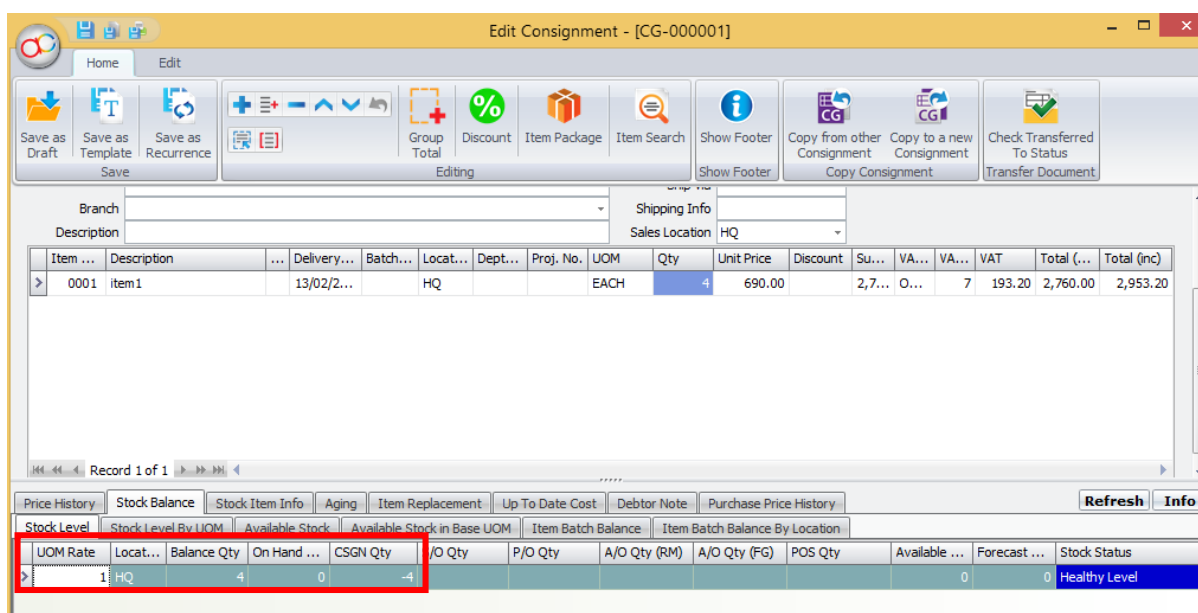 Edit Consignment - [CG-000001]
Home Edit
Save as Draft
Save as Template
Save as Recurrence
Group Total
Discount
Item Package
Item Search
Show Footer
Copy from other Consignment
Copy to a new Consignment
Check Transferred To Status
Save Editing Show Footer Copy Consignment Transfer Document
Branch Shipping Info
Description Sales Location HQ
Item ... Description ... Delivery... Batch... Locat... Dept... Proj. No. UOM Qty Unit Price Discount Su... VA... VA... VAT Total (... Total (inc)
0001 item1 13/02/2... HQ EACH 4 690.00 2,7... O... 7 193.20 2,760.00 2,953.20
Record 1 of 1
Price History Stock Balance Stock Item Info Aging Item Replacement Up To Date Cost Debtor Note Purchase Price History Refresh Info
Stock Level Stock Level By UOM Available Stock Available Stock in Base UOM Item Batch Balance Item Batch Balance By Location
UOM Rate Locat... Balance Qty On Hand ... CSGN Qty /O Qty P/O Qty A/O Qty (RM) A/O Qty (FG) POS Qty Available ... Forecast ... Stock Status
1 HQ 4 0 -4 0 0 Healthy Level